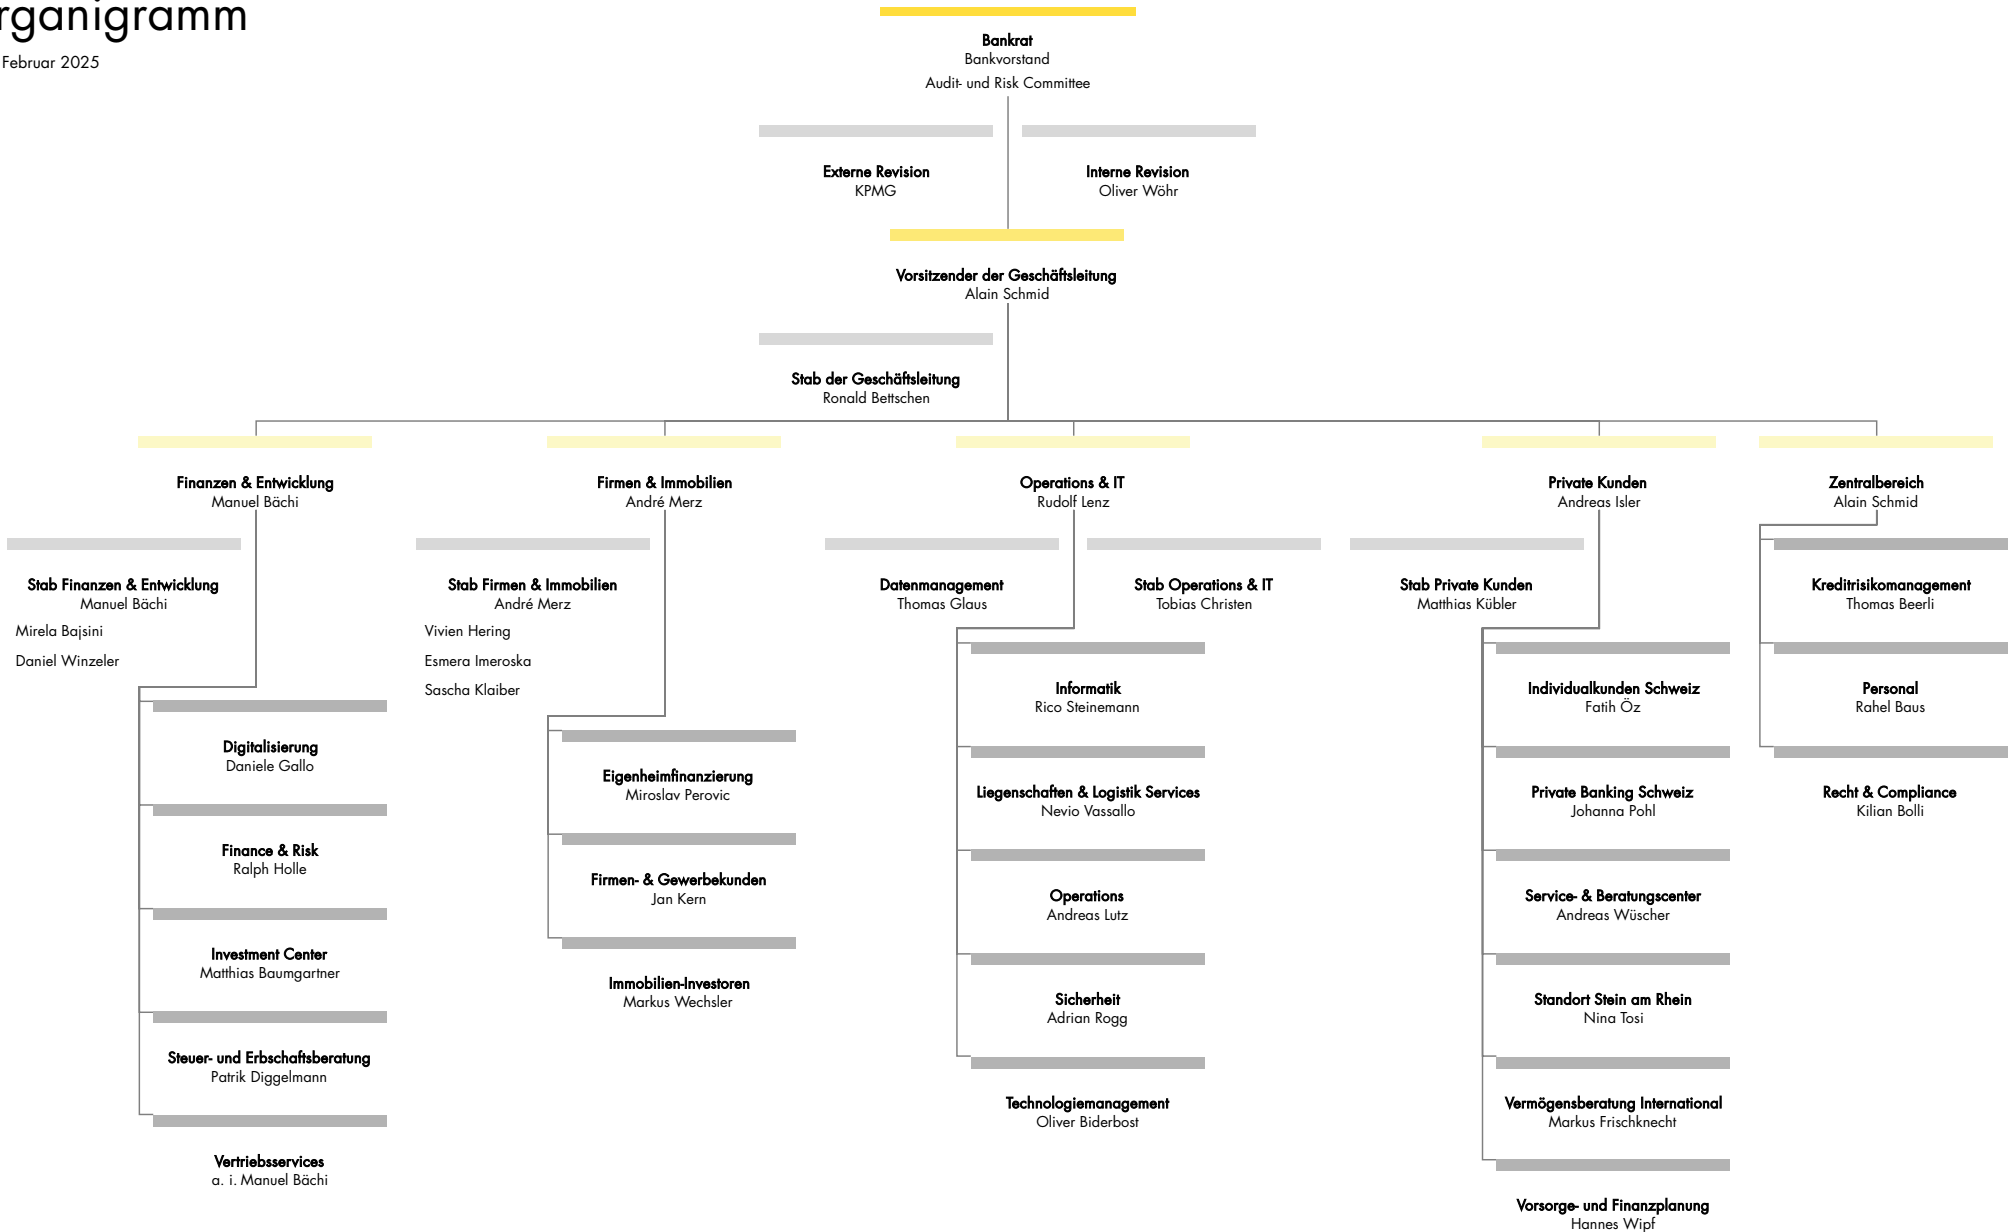 rganigramm
Februar 2025
Bankrat
Bankvorstand
Audit- und Risk Committee
Externe Revision
KPMG
Interne Revision
Oliver Wöhr
Vorsitzender der Geschäftsleitung
Alain Schmid
Stab der Geschäftsleitung
Ronald Bettschen
Finanzen & Entwicklung
Manuel Bächi
Stab Finanzen & Entwicklung
Manuel Bächi
Mirela Bajsini
Daniel Winzeler
Digitalisierung
Daniele Gallo
Finance & Risk
Ralph Holle
Investment Center
Matthias Baumgartner
Steuer- und Erbschaftsberatung
Patrik Diggelmann
Vertriebsservices
a. i. Manuel Bächi
Firmen & Immobilien
André Merz
Stab Firmen & Immobilien
André Merz
Vivien Hering
Esmera Imeroska
Sascha Klaiber
Eigenheimfinanzierung
Miroslav Perovic
Firmen- & Gewerbekunden
Jan Kern
Immobilien-Investoren
Markus Wechsler
Operations & IT
Rudolf Lenz
Datenmanagement
Thomas Glaus
Stab Operations & IT
Tobias Christen
Informatik
Rico Steinemann
Liegenschaften & Logistik Services
Nevio Vassallo
Operations
Andreas Lutz
Sicherheit
Adrian Rogg
Technologiemanagement
Oliver Biderbost
Private Kunden
Andreas Isler
Stab Private Kunden
Matthias Kübler
Individualkunden Schweiz
Fatih Öz
Private Banking Schweiz
Johanna Pohl
Service- & Beratungscenter
Andreas Wüscher
Standort Stein am Rhein
Nina Tosi
Vermögensberatung International
Markus Frischknecht
Vorsorge- und Finanzplanung
Hannes Wipf
Zentralbereich
Alain Schmid
Kreditrisikomanagement
Thomas Beerli
Personal
Rahel Baus
Recht & Compliance
Kilian Bolli